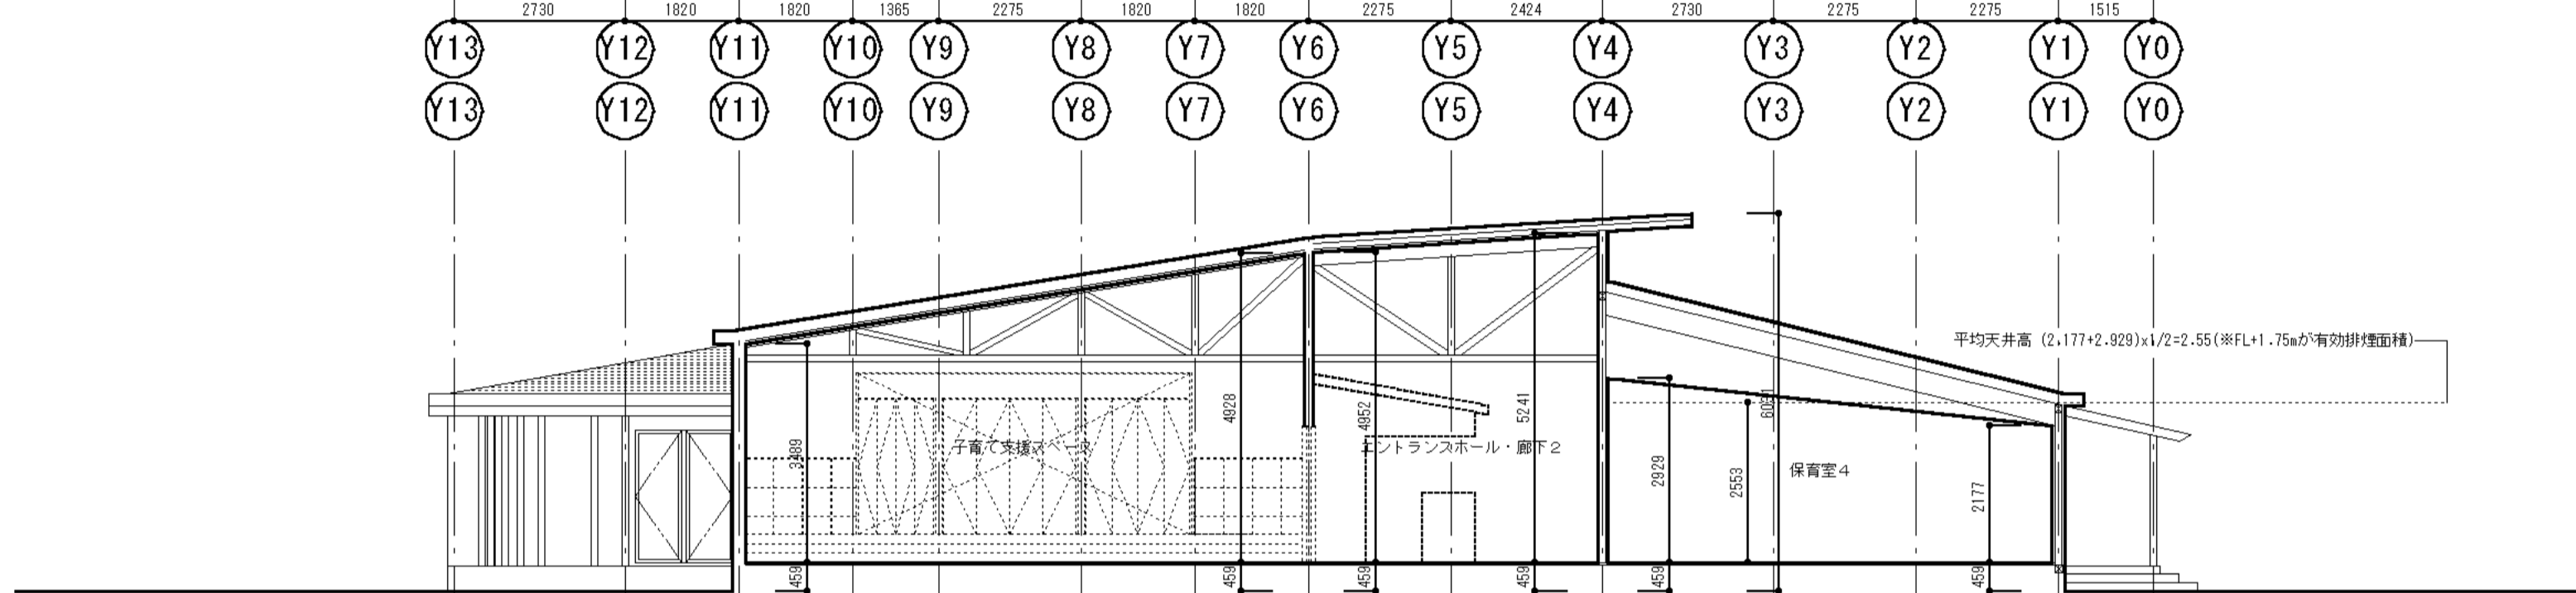 2730 1820 1820 1365 2275 1820 1820 2275 2424 2730 2275 2275 1515
Y13 Y12 Y11 Y10 Y9 Y8 Y7 Y6 Y5 Y4 Y3 Y2 Y1 Y0
Y13 Y12 Y11 Y10 Y9 Y8 Y7 Y6 Y5 Y4 Y3 Y2 Y1 Y0
平均天井高 (2.177+2.929)x1/2=2.55(※FL+1.75mが有効排煙面積)
3489 4928 4952 5241 2929 2553 2177
子育て支援スペース
エントランスホール・廊下2
保育室4
459 459 459 459 459 459